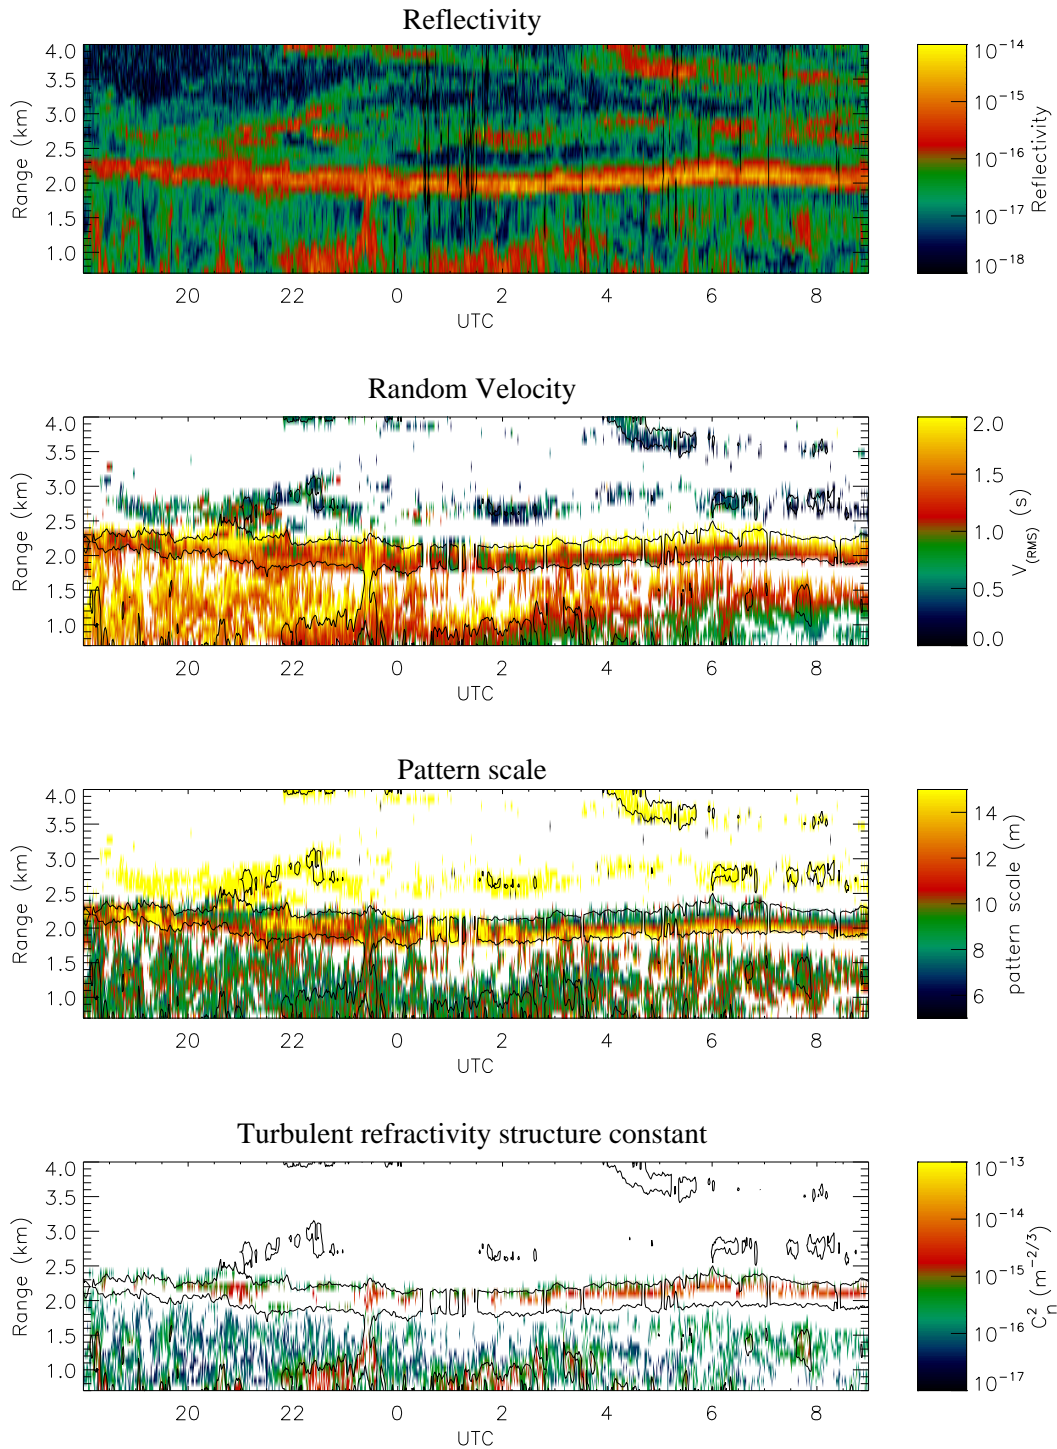 Reflectivity
4.0
3.5
3.0
2.5
2.0
1.5
1.0
Range (km)
20 22 0 2 4 6 8
UTC
10⁻¹⁴
10⁻¹⁵
10⁻¹⁶
10⁻¹⁷
10⁻¹⁸
Reflectivity
Random Velocity
4.0
3.5
3.0
2.5
2.0
1.5
1.0
Range (km)
20 22 0 2 4 6 8
UTC
2.0
1.5
1.0
0.5
0.0
V(RMS) (s)
Pattern scale
4.0
3.5
3.0
2.5
2.0
1.5
1.0
Range (km)
20 22 0 2 4 6 8
UTC
14
12
10
8
6
pattern scale (m)
Turbulent refractivity structure constant
4.0
3.5
3.0
2.5
2.0
1.5
1.0
Range (km)
20 22 0 2 4 6 8
UTC
10⁻¹³
10⁻¹⁴
10⁻¹⁵
10⁻¹⁶
10⁻¹⁷
Cₙ² (m⁻²/³)